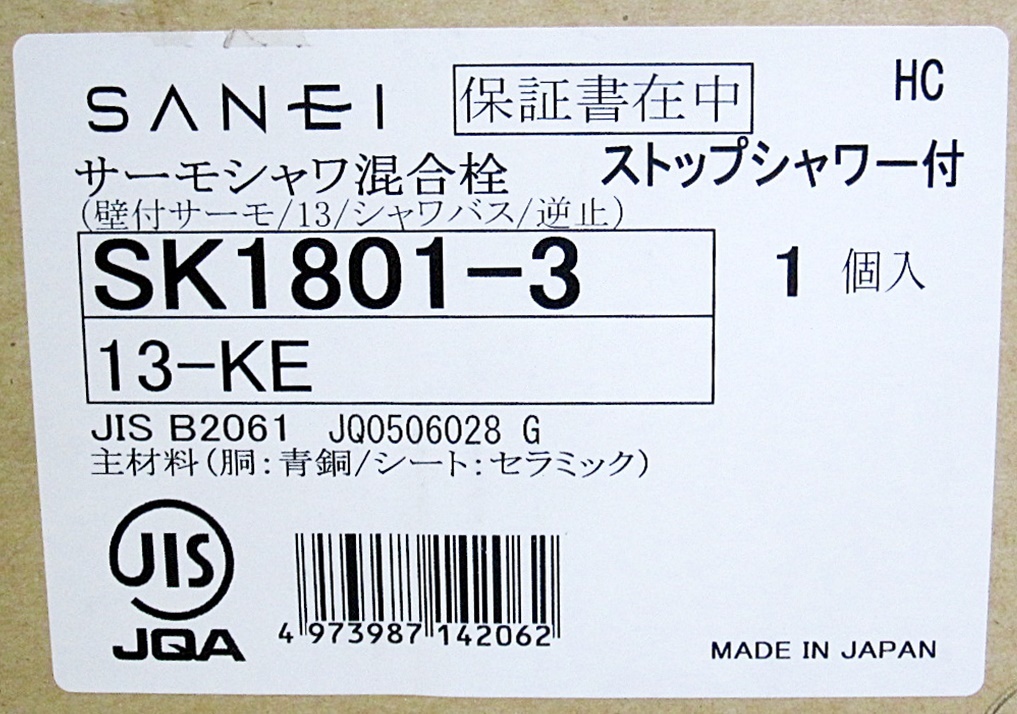 SANEI 保証書在中 HC
サーモシャワ混合栓 ストップシャワー付
(壁付サーモ/13/シャワバス/逆止)
SK1801-3 1 個入
13-KE
JIS B2061 JQ0506028 G
主材料(胴:青銅/シート:セラミック)
JIS
JQA
4 973987 142062
MADE IN JAPAN